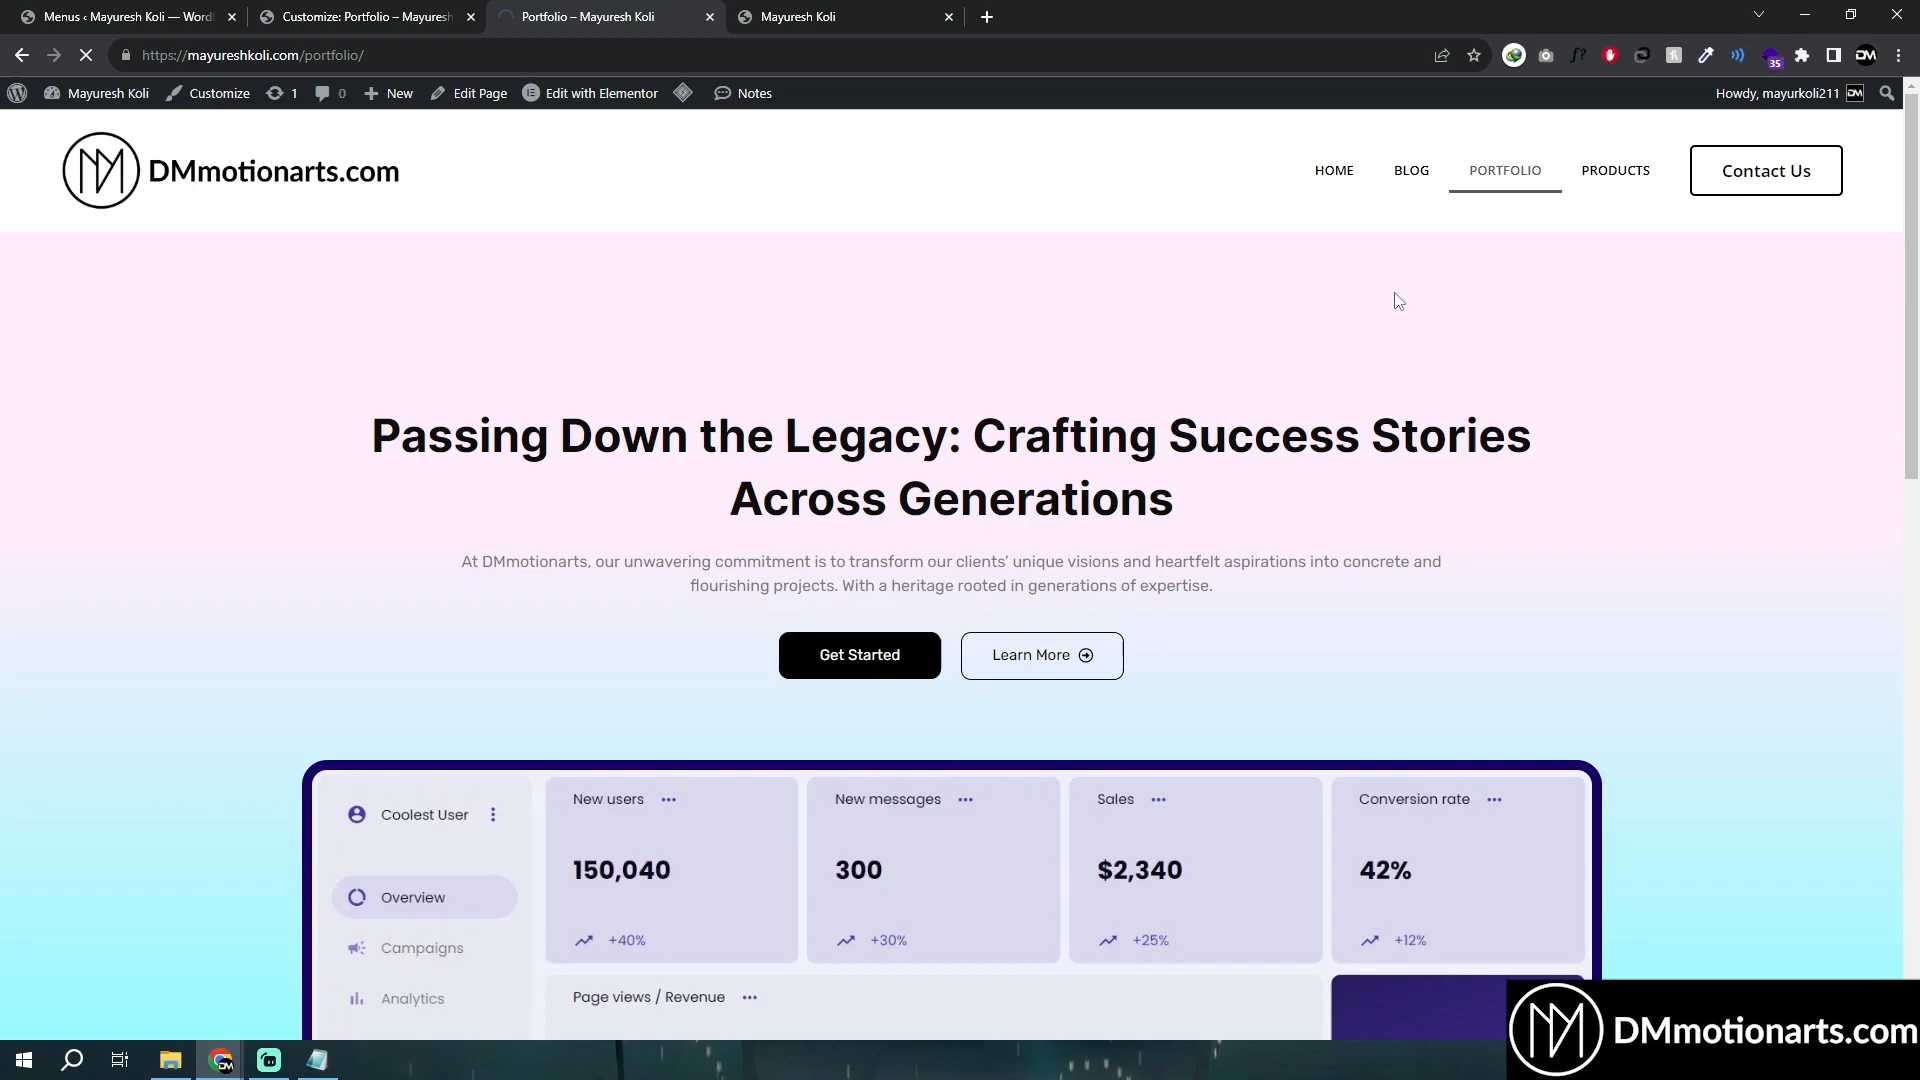 Menus ‹ Mayuresh Koli — Word
Customize: Portfolio – Mayuresh
Portfolio – Mayuresh Koli
Mayuresh Koli
https://mayureshkoli.com/portfolio/
35
DM
Mayuresh Koli
Customize
1
0
New
Edit Page
Edit with Elementor
Notes
Howdy, mayurkoli211
DM
DMmotionarts.com
HOME
BLOG
PORTFOLIO
PRODUCTS
Contact Us
Passing Down the Legacy: Crafting Success Stories
Across Generations
At DMmotionarts, our unwavering commitment is to transform our clients’ unique visions and heartfelt aspirations into concrete and
flourishing projects. With a heritage rooted in generations of expertise.
Get Started
Learn More
Coolest User
Overview
Campaigns
Analytics
New users
150,040
+40%
New messages
300
+30%
Sales
$2,340
+25%
Conversion rate
42%
+12%
Page views / Revenue
DMmotionarts.com